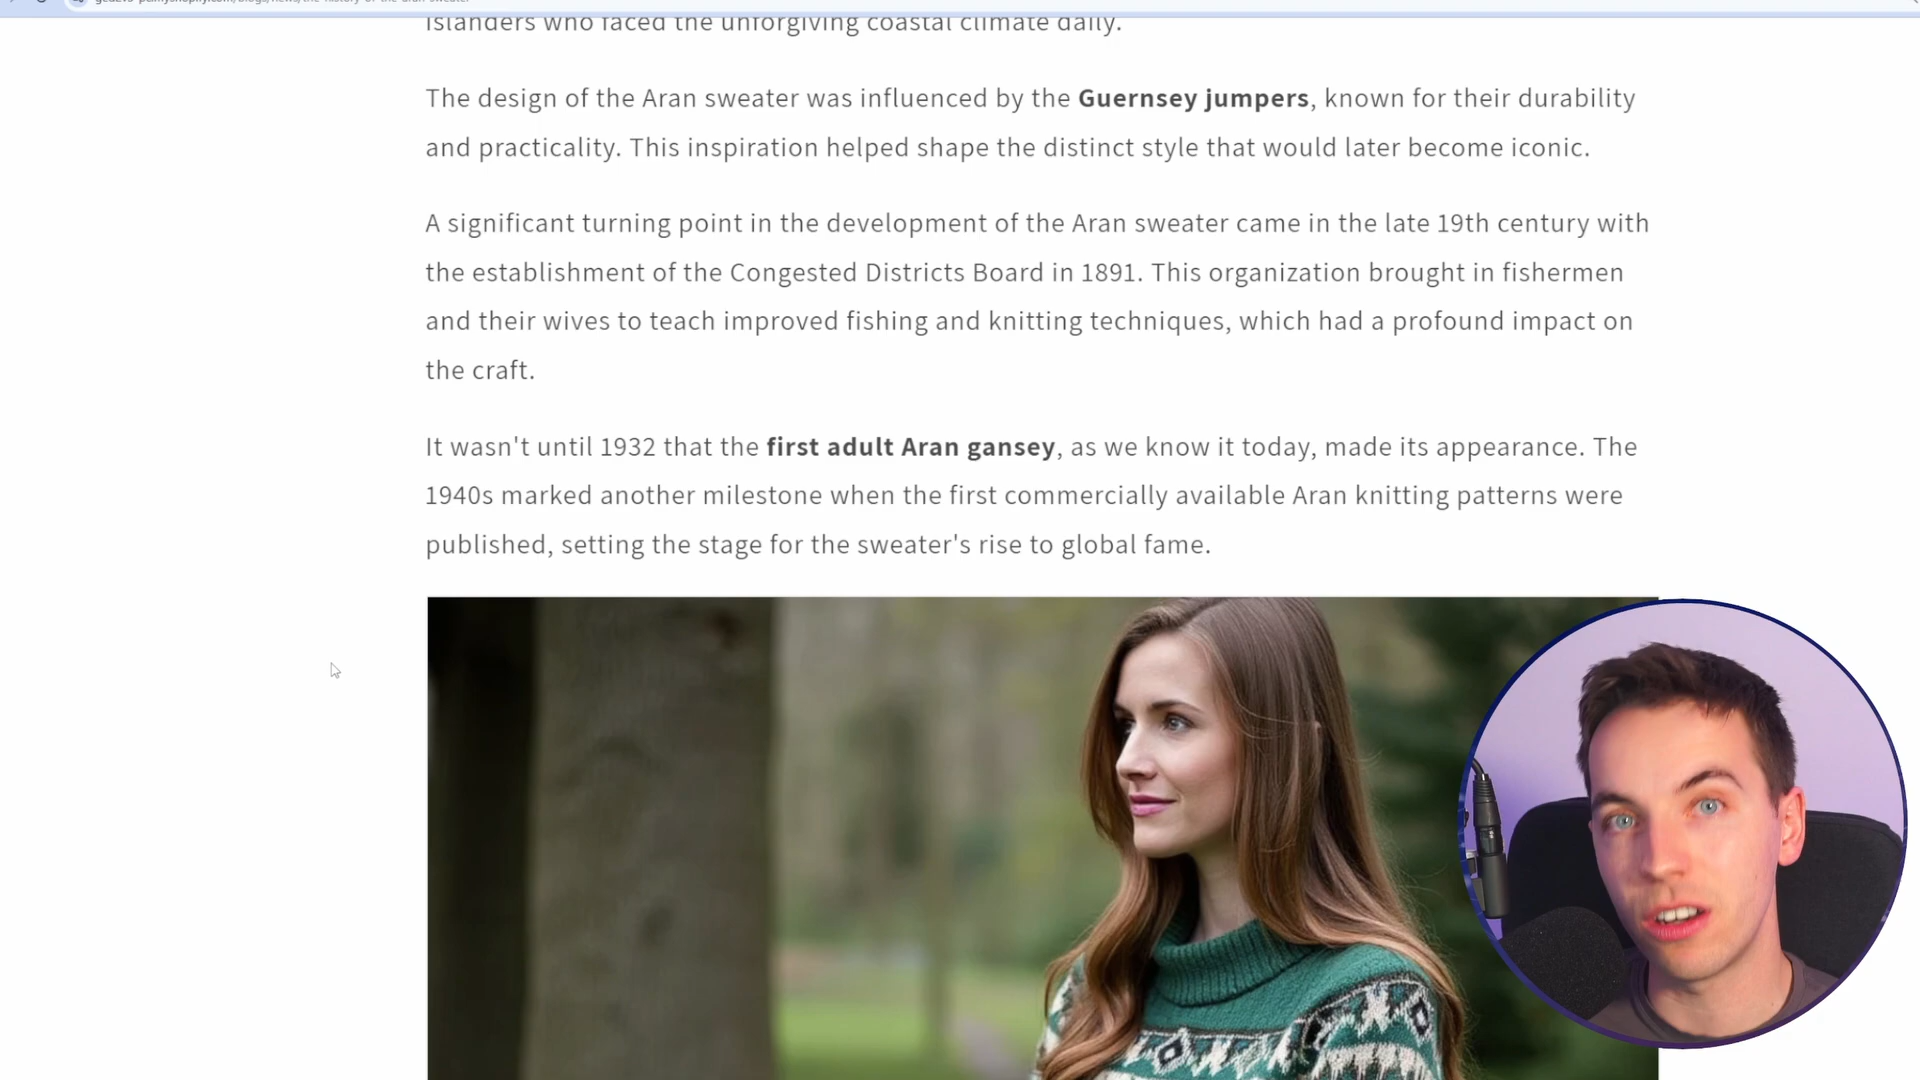 islanders who faced the unforgiving coastal climate daily.
The design of the Aran sweater was influenced by the Guernsey jumpers, known for their durability
and practicality. This inspiration helped shape the distinct style that would later become iconic.
A significant turning point in the development of the Aran sweater came in the late 19th century with
the establishment of the Congested Districts Board in 1891. This organization brought in fishermen
and their wives to teach improved fishing and knitting techniques, which had a profound impact on
the craft.
It wasn't until 1932 that the first adult Aran gansey, as we know it today, made its appearance. The
1940s marked another milestone when the first commercially available Aran knitting patterns were
published, setting the stage for the sweater's rise to global fame.